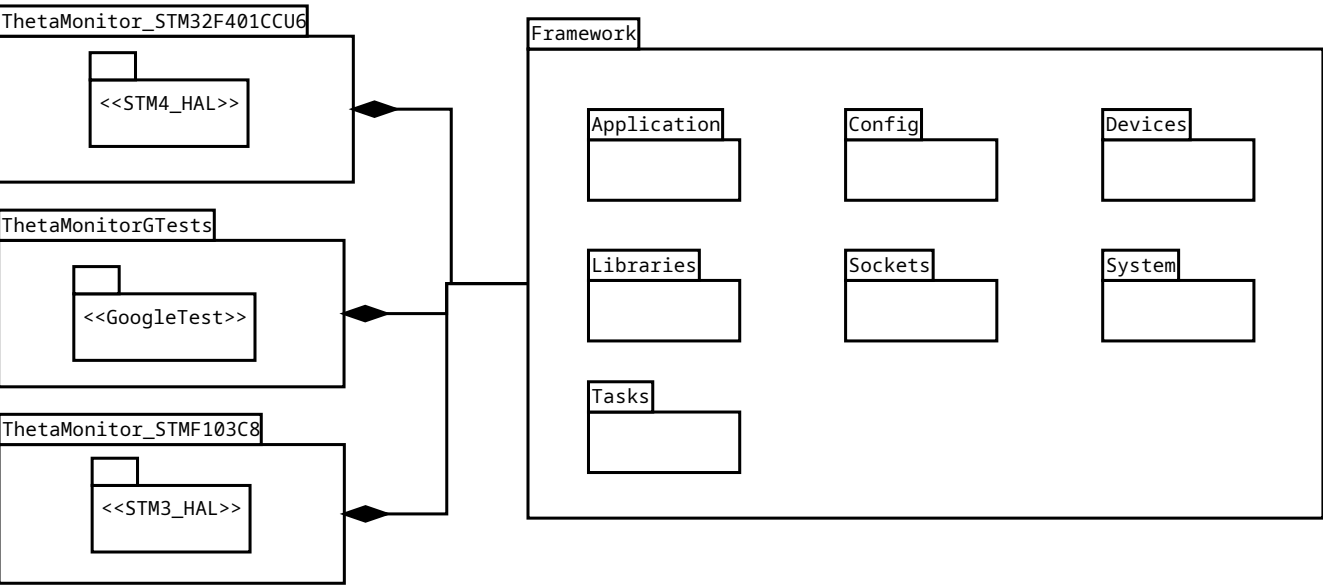 ThetaMonitor_STM32F401CCU6
<<STM4_HAL>>
ThetaMonitorGTests
<<GoogleTest>>
ThetaMonitor_STMF103C8
<<STM3_HAL>>
Framework
Application
Config
Devices
Libraries
Sockets
System
Tasks